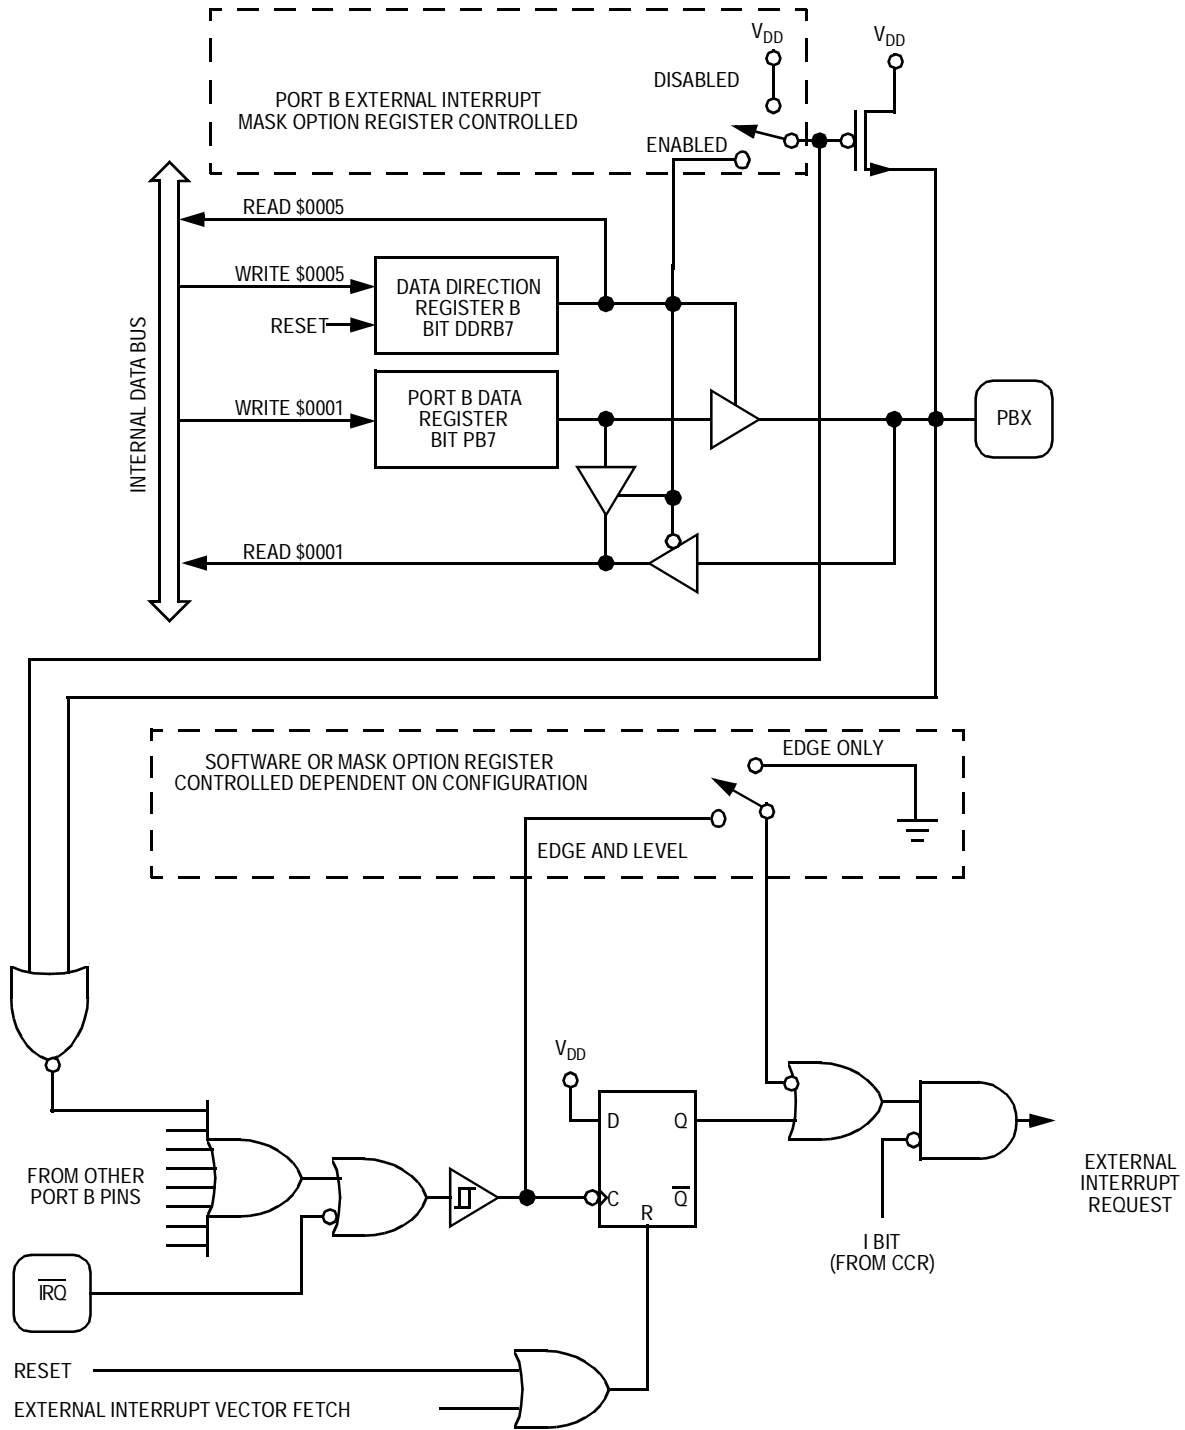 VDD
VDD
DISABLED
PORT B EXTERNAL INTERRUPT
MASK OPTION REGISTER CONTROLLED
ENABLED
READ $0005
WRITE $0005
DATA DIRECTION
REGISTER B
BIT DDRB7
RESET
INTERNAL DATA BUS
WRITE $0001
PORT B DATA
REGISTER
BIT PB7
PBX
READ $0001
EDGE ONLY
SOFTWARE OR MASK OPTION REGISTER
CONTROLLED DEPENDENT ON CONFIGURATION
EDGE AND LEVEL
VDD
D
Q
C
Q
R
FROM OTHER
PORT B PINS
EXTERNAL
INTERRUPT
REQUEST
I BIT
(FROM CCR)
IRQ
RESET
EXTERNAL INTERRUPT VECTOR FETCH